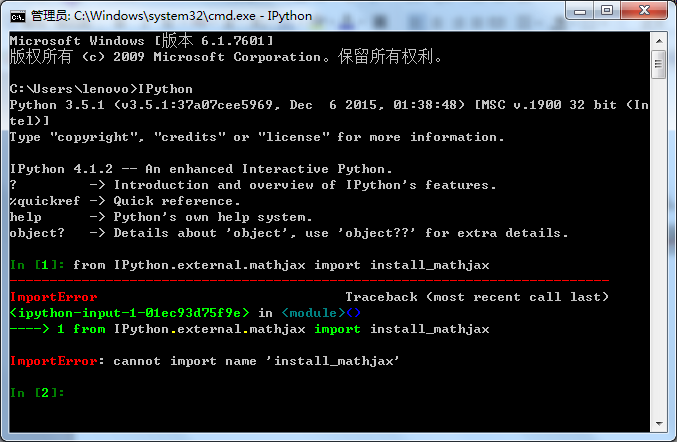 管理员: C:\Windows\system32\cmd.exe - IPython
Microsoft Windows [版本 6.1.7601]
版权所有 (c) 2009 Microsoft Corporation。保留所有权利。
C:\Users\lenovo>IPython
Python 3.5.1 (v3.5.1:37a07cee5969, Dec  6 2015, 01:38:48) [MSC v.1900 32 bit (In
tel)]
Type "copyright", "credits" or "license" for more information.
IPython 4.1.2 -- An enhanced Interactive Python.
?         -> Introduction and overview of IPython's features.
%quickref -> Quick reference.
help      -> Python's own help system.
object?   -> Details about 'object', use 'object??' for extra details.
In [1]: from IPython.external.mathjax import install_mathjax
---------------------------------------------------------------------------
ImportError                               Traceback (most recent call last)
<ipython-input-1-01ec93d75f9e> in <module>()
----> 1 from IPython.external.mathjax import install_mathjax
ImportError: cannot import name 'install_mathjax'
In [2]: